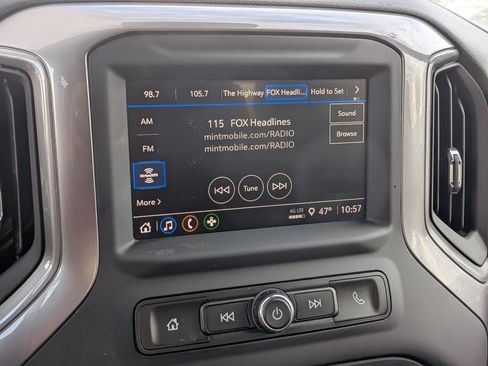 98.7 105.7 The Highway FOX Headli... Hold to Set
AM
115 FOX Headlines
mintmobile.com/RADIO
mintmobile.com/RADIO
Sound
Browse
FM
SiriusXM
Tune
More >
4G LTE
47° 10:57